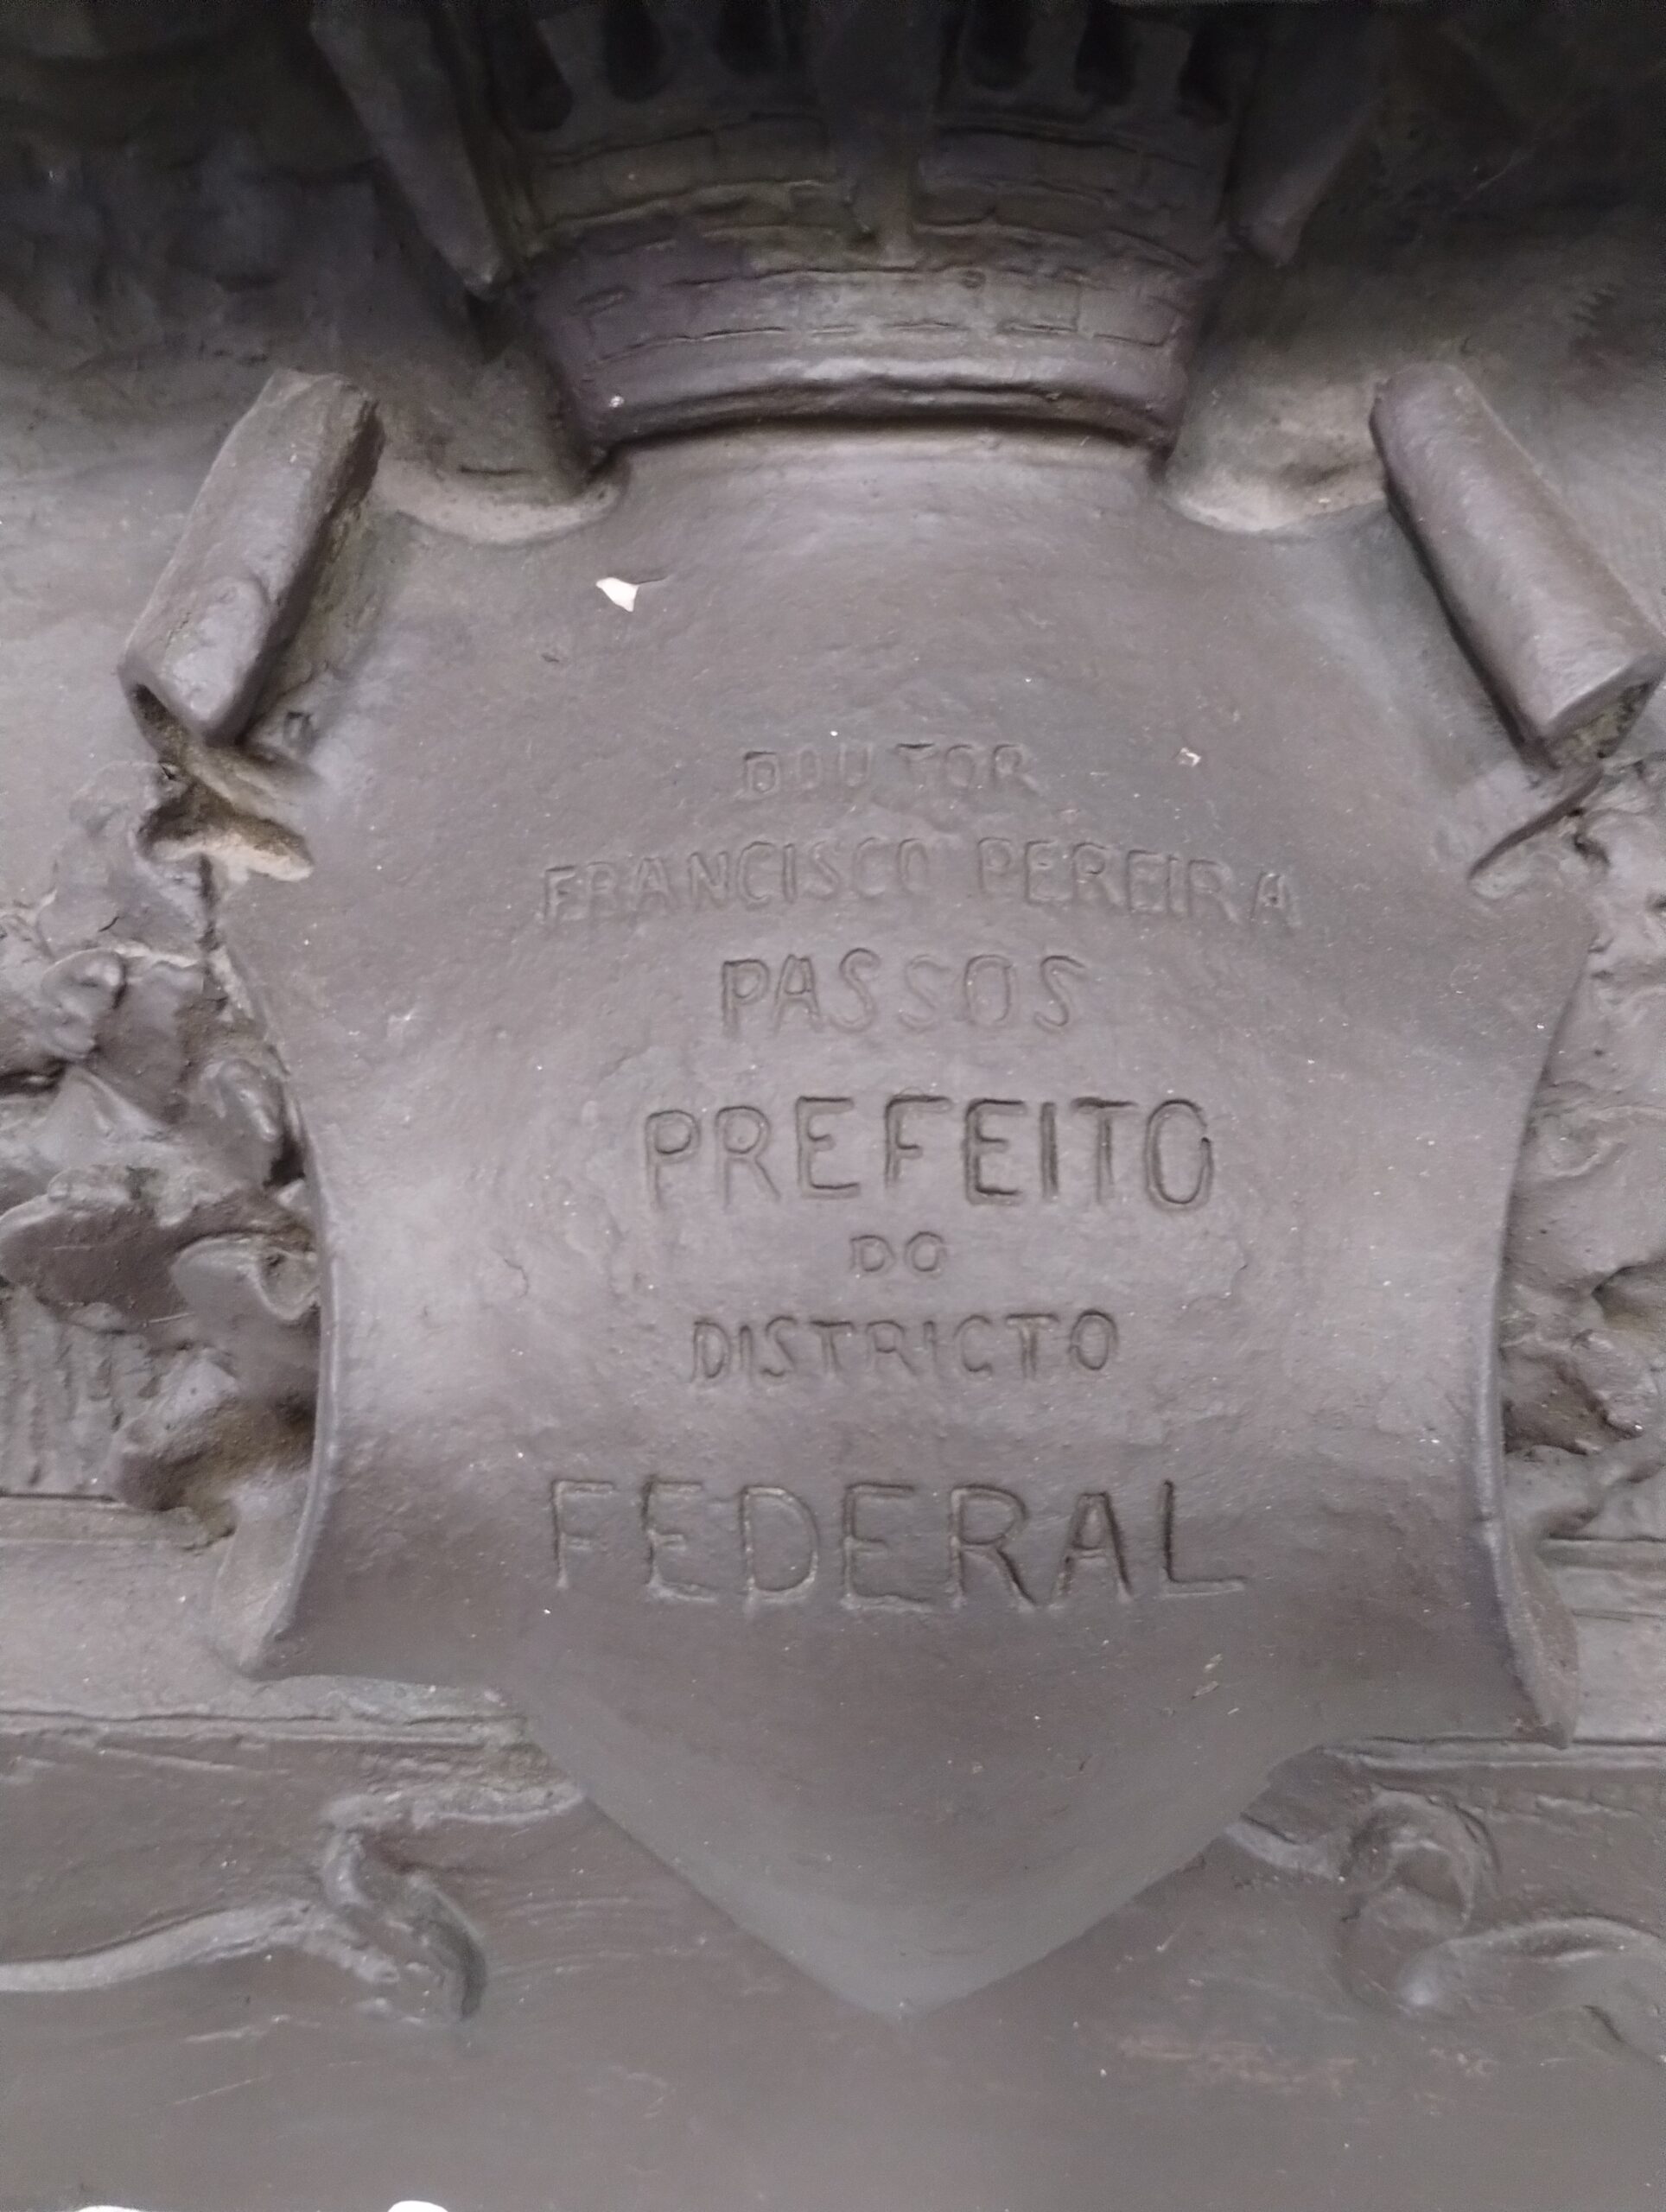 DOUTOR
FRANCISCO PEREIRA
PASSOS
PREFEITO
DO
DISTRICTO
FEDERAL